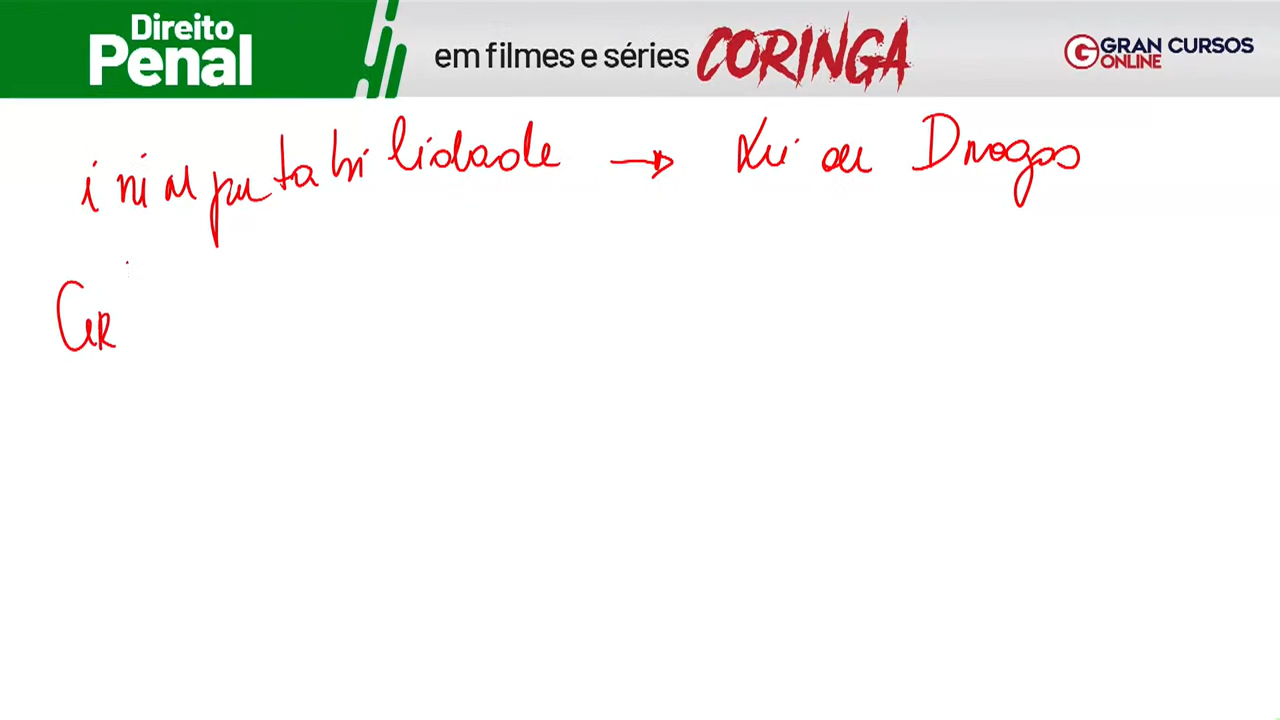 Direito
Penal
em filmes e séries CORINGA
GRAN CURSOS
ONLINE
inimputabilidade → Lei de Drogas